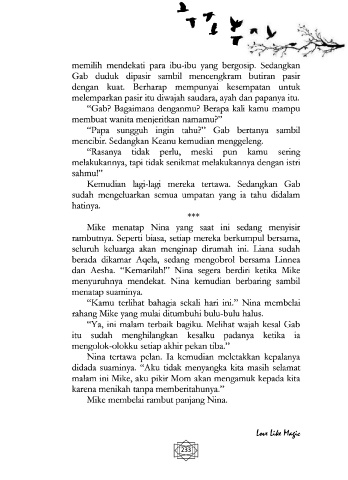 memilih mendekati para ibu-ibu yang bergosip. Sedangkan
Gab duduk dipasir sambil mencengkram butiran pasir
dengan kuat. Berharap mempunyai kesempatan untuk
melemparkan pasir itu diwajah saudara, ayah dan papanya itu.
“Gab? Bagaimana denganmu? Berapa kali kamu mampu
membuat wanita menjeritkan namamu?”
“Papa sungguh ingin tahu?” Gab bertanya sambil
mencibir. Sedangkan Keanu kemudian menggeleng.
“Rasanya tidak perlu, meski pun kamu sering
melakukannya, tapi tidak senikmat melakukannya dengan istri
sahmu!”
Kemudian lagi-lagi mereka tertawa. Sedangkan Gab
sudah mengeluarkan semua umpatan yang ia tahu didalam
hatinya.
***
Mike menatap Nina yang saat ini sedang menyisir
rambutnya. Seperti biasa, setiap mereka berkumpul bersama,
seluruh keluarga akan menginap dirumah ini. Liana sudah
berada dikamar Aqela, sedang mengobrol bersama Linnea
dan Aesha. “Kemarilah!” Nina segera berdiri ketika Mike
menyuruhnya mendekat. Nina kemudian berbaring sambil
menatap suaminya.
“Kamu terlihat bahagia sekali hari ini.” Nina membelai
rahang Mike yang mulai ditumbuhi bulu-bulu halus.
“Ya, ini malam terbaik bagiku. Melihat wajah kesal Gab
itu sudah menghilangkan kesalku padanya ketika ia
mengolok-olokku setiap akhir pekan tiba.”
Nina tertawa pelan. Ia kemudian meletakkan kepalanya
didada suaminya. “Aku tidak menyangka kita masih selamat
malam ini Mike, aku pikir Mom akan mengamuk kepada kita
karena menikah tanpa memberitahunya.”
Mike membelai rambut panjang Nina.
Love Like Magic
233